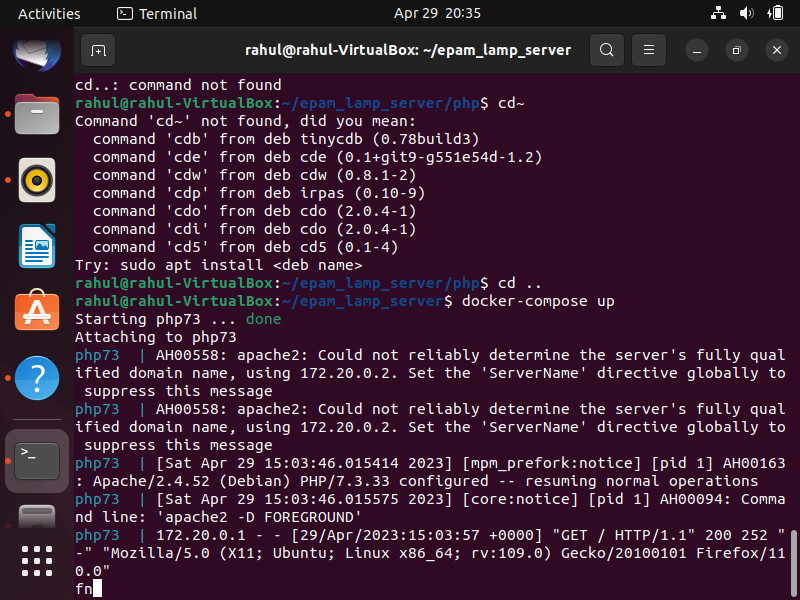 Activities
Terminal
Apr 29 20:35
rahul@rahul-VirtualBox: ~/epam_lamp_server
cd..: command not found
rahul@rahul-VirtualBox:~/epam_lamp_server/php$ cd~
Command 'cd~' not found, did you mean:
  command 'cdb' from deb tinycdb (0.78build3)
  command 'cde' from deb cde (0.1+git9-g551e54d-1.2)
  command 'cdw' from deb cdw (0.8.1-2)
  command 'cdp' from deb irpas (0.10-9)
  command 'cdo' from deb cdo (2.0.4-1)
  command 'cdi' from deb cdo (2.0.4-1)
  command 'cd5' from deb cd5 (0.1-4)
Try: sudo apt install <deb name>
rahul@rahul-VirtualBox:~/epam_lamp_server/php$ cd ..
rahul@rahul-VirtualBox:~/epam_lamp_server$ docker-compose up
Starting php73 ... done
Attaching to php73
php73  | AH00558: apache2: Could not reliably determine the server's fully qual
ified domain name, using 172.20.0.2. Set the 'ServerName' directive globally to
 suppress this message
php73  | AH00558: apache2: Could not reliably determine the server's fully qual
ified domain name, using 172.20.0.2. Set the 'ServerName' directive globally to
 suppress this message
php73  | [Sat Apr 29 15:03:46.015414 2023] [mpm_prefork:notice] [pid 1] AH00163
: Apache/2.4.52 (Debian) PHP/7.3.33 configured -- resuming normal operations
php73  | [Sat Apr 29 15:03:46.015575 2023] [core:notice] [pid 1] AH00094: Comma
nd line: 'apache2 -D FOREGROUND'
php73  | 172.20.0.1 - - [29/Apr/2023:15:03:57 +0000] "GET / HTTP/1.1" 200 252 "
-" "Mozilla/5.0 (X11; Ubuntu; Linux x86_64; rv:109.0) Gecko/20100101 Firefox/11
0.0"
fn